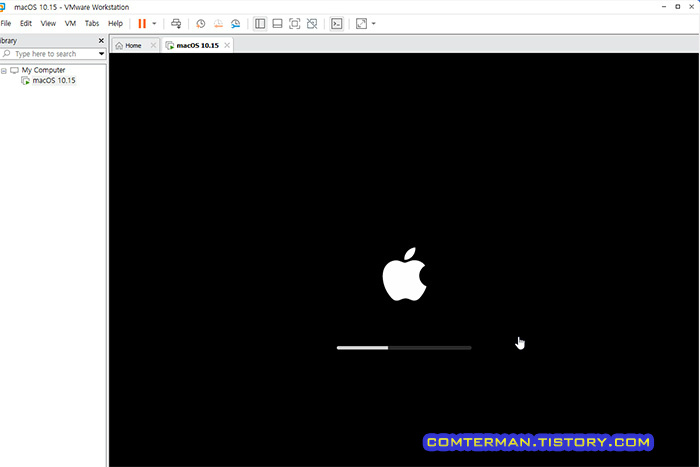 macOS 10.15 - VMware Workstation
File Edit View VM Tabs Help
Library
Type here to search
Home
macOS 10.15
My Computer
macOS 10.15
COMTERMAN.TISTORY.COM